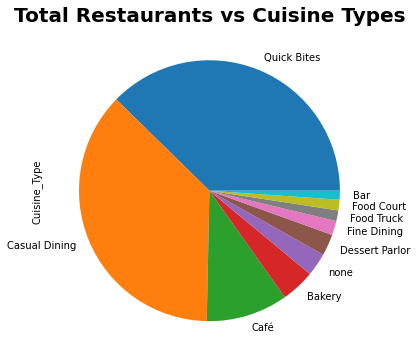 Total Restaurants vs Cuisine Types
Quick Bites
Cuisine_Type
Casual Dining
Café
Bakery
none
Dessert Parlor
Fine Dining
Food Truck
Food Court
Bar